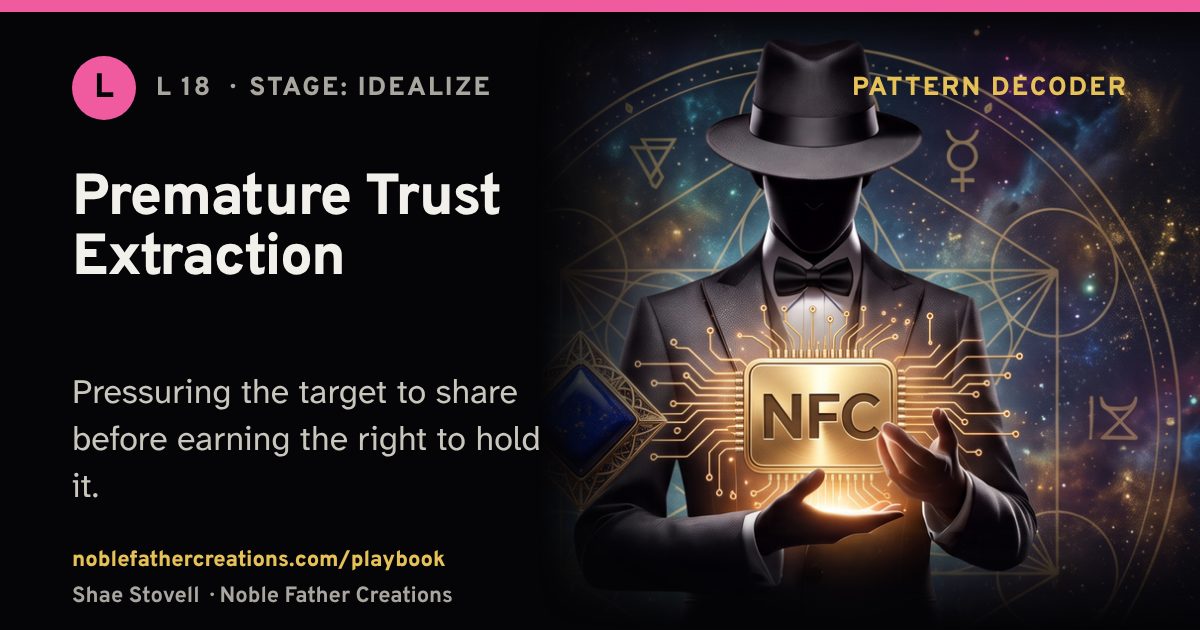 L
L 18 · STAGE: IDEALIZE
PATTERN DECODER
Premature Trust
Extraction
Pressuring the target to share
before earning the right to hold
it.
NFC
noblefathercreations.com/playbook
Shae Stovell · Noble Father Creations